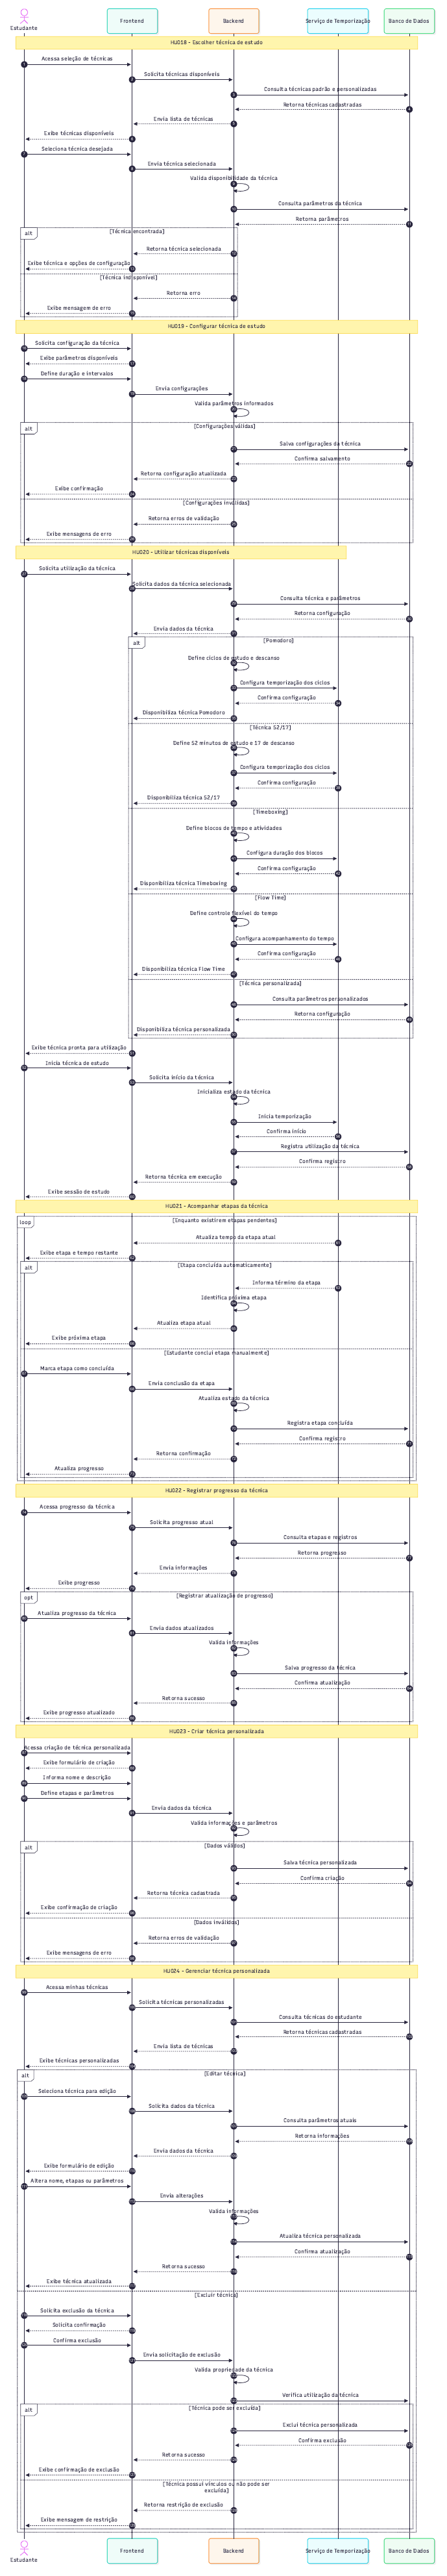 Estudante
Frontend
Backend
Serviço de Temporização
Banco de Dados
HU018 - Escolher técnica de estudo
Acessa seleção de técnicas
Solicita técnicas disponíveis
Consulta técnicas padrão e personalizadas
Retorna técnicas cadastradas
Envia lista de técnicas
Exibe técnicas disponíveis
Seleciona técnica desejada
Envia técnica selecionada
Valida disponibilidade da técnica
Consulta parâmetros da técnica
Retorna parâmetros
alt
[Técnica encontrada]
Retorna técnica selecionada
Exibe técnica e opções de configuração
[Técnica indisponível]
Retorna erro
Exibe mensagem de erro
HU019 - Configurar técnica de estudo
Solicita configuração da técnica
Exibe parâmetros disponíveis
Define duração e intervalos
Envia configurações
Valida parâmetros informados
alt
[Configurações válidas]
Salva configurações da técnica
Confirma salvamento
Retorna configuração atualizada
Exibe confirmação
[Configurações inválidas]
Retorna erros de validação
Exibe mensagens de erro
HU020 - Utilizar técnicas disponíveis
Solicita utilização da técnica
Solicita dados da técnica selecionada
Consulta técnica e parâmetros
Retorna configuração
Envia dados da técnica
alt
[Pomodoro]
Define ciclos de estudo e descanso
Configura temporização dos ciclos
Confirma configuração
Disponibiliza técnica Pomodoro
[Técnica 52/17]
Define 52 minutos de estudo e 17 de descanso
Configura temporização dos ciclos
Confirma configuração
Disponibiliza técnica 52/17
[Timeboxing]
Define blocos de tempo e atividades
Configura duração dos blocos
Confirma configuração
Disponibiliza técnica Timeboxing
[Flow Time]
Define controle flexível do tempo
Configura acompanhamento do tempo
Confirma configuração
Disponibiliza técnica Flow Time
[Técnica personalizada]
Consulta parâmetros personalizados
Retorna configuração
Disponibiliza técnica personalizada
Exibe técnica pronta para utilização
Inicia técnica de estudo
Solicita início da técnica
Inicializa estado da técnica
Inicia temporização
Confirma início
Registra utilização da técnica
Confirma registro
Retorna técnica em execução
Exibe sessão de estudo
HU021 - Acompanhar etapas da técnica
loop
[Enquanto existirem etapas pendentes]
Atualiza tempo da etapa atual
Exibe etapa e tempo restante
alt
[Etapa concluída automaticamente]
Informa término da etapa
Identifica próxima etapa
Atualiza etapa atual
Exibe próxima etapa
[Estudante conclui etapa manualmente]
Marca etapa como concluída
Envia conclusão da etapa
Atualiza estado da técnica
Registra etapa concluída
Confirma registro
Retorna confirmação
Atualiza progresso
HU022 - Registrar progresso da técnica
Acessa progresso da técnica
Solicita progresso atual
Consulta etapas e registros
Retorna progresso
Envia informações
Exibe progresso
opt
[Registrar atualização de progresso]
Atualiza progresso da técnica
Envia dados atualizados
Valida informações
Salva progresso da técnica
Confirma atualização
Retorna sucesso
Exibe progresso atualizado
HU023 - Criar técnica personalizada
Acessa criação de técnica personalizada
Exibe formulário de criação
Informa nome e descrição
Define etapas e parâmetros
Envia dados da técnica
Valida informações e parâmetros
alt
[Dados válidos]
Salva técnica personalizada
Confirma criação
Retorna técnica cadastrada
Exibe confirmação de criação
[Dados inválidos]
Retorna erros de validação
Exibe mensagens de erro
HU024 - Gerenciar técnica personalizada
Acessa minhas técnicas
Solicita técnicas personalizadas
Consulta técnicas do estudante
Retorna técnicas cadastradas
Envia lista de técnicas
Exibe técnicas personalizadas
alt
[Editar técnica]
Seleciona técnica para edição
Solicita dados da técnica
Consulta parâmetros atuais
Retorna informações
Envia dados da técnica
Exibe formulário de edição
Altera nome, etapas ou parâmetros
Envia alterações
Valida informações
Atualiza técnica personalizada
Confirma atualização
Retorna sucesso
Exibe técnica atualizada
[Excluir técnica]
Solicita exclusão da técnica
Solicita confirmação
Confirma exclusão
Envia solicitação de exclusão
Valida propriedade da técnica
Verifica utilização da técnica
alt
[Técnica pode ser excluída]
Exclui técnica personalizada
Confirma exclusão
Retorna sucesso
Exibe confirmação de exclusão
[Técnica possui vínculos ou não pode ser
excluída]
Retorna restrição de exclusão
Exibe mensagem de restrição
Estudante
Frontend
Backend
Serviço de Temporização
Banco de Dados